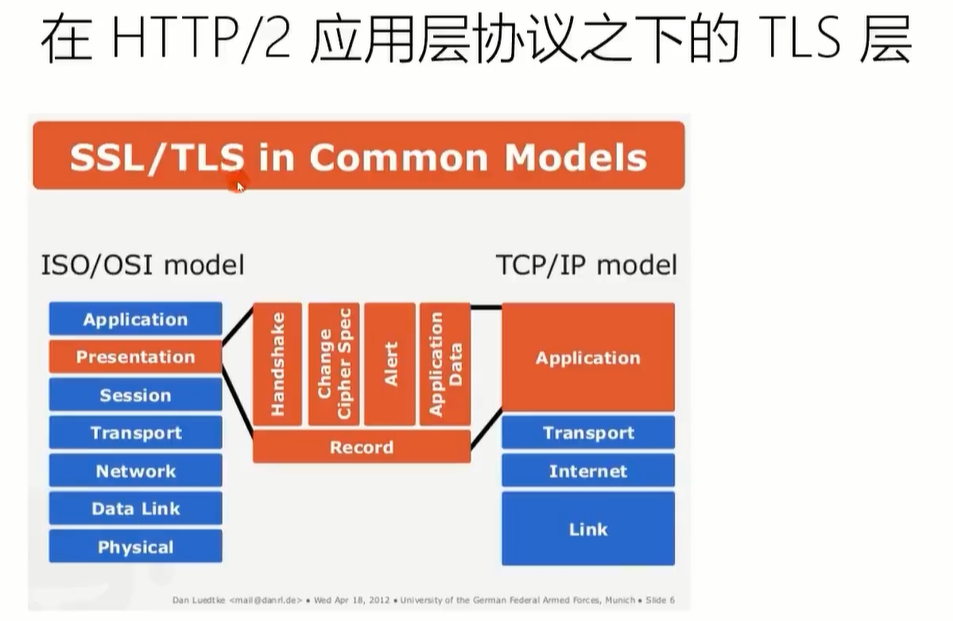 在 HTTP/2 应用层协议之下的 TLS 层
SSL/TLS in Common Models
ISO/OSI model
TCP/IP model
Application
Presentation
Session
Transport
Network
Data Link
Physical
Handshake
Change
Cipher Spec
Alert
Application
Data
Record
Application
Transport
Internet
Link
Dan Luedtke <mail@danrl.de> • Wed Apr 18, 2012 • University of the German Federal Armed Forces, Munich • Slide 6